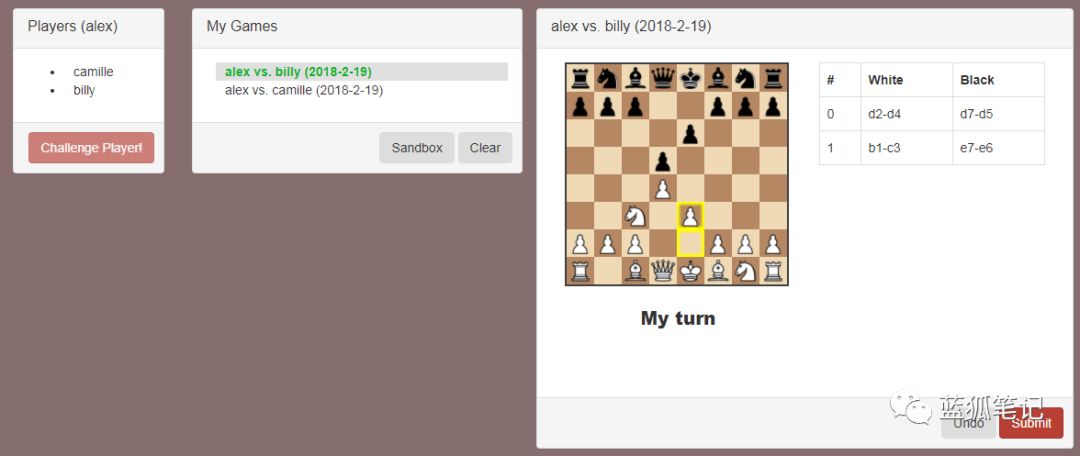 Players (alex)
camille
billy
Challenge Player!
My Games
alex vs. billy (2018-2-19)
alex vs. camille (2018-2-19)
Sandbox Clear
alex vs. billy (2018-2-19)
# White Black
0 d2-d4 d7-d5
1 b1-c3 e7-e6
My turn
蓝狐笔记
Undo Submit